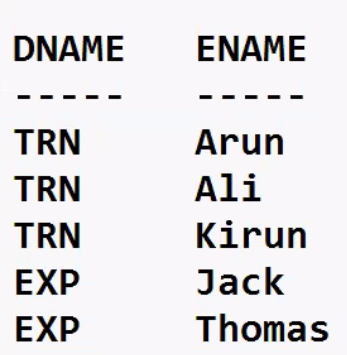 DNAME ENAME
----- -----
TRN Arun
TRN Ali
TRN Kirun
EXP Jack
EXP Thomas